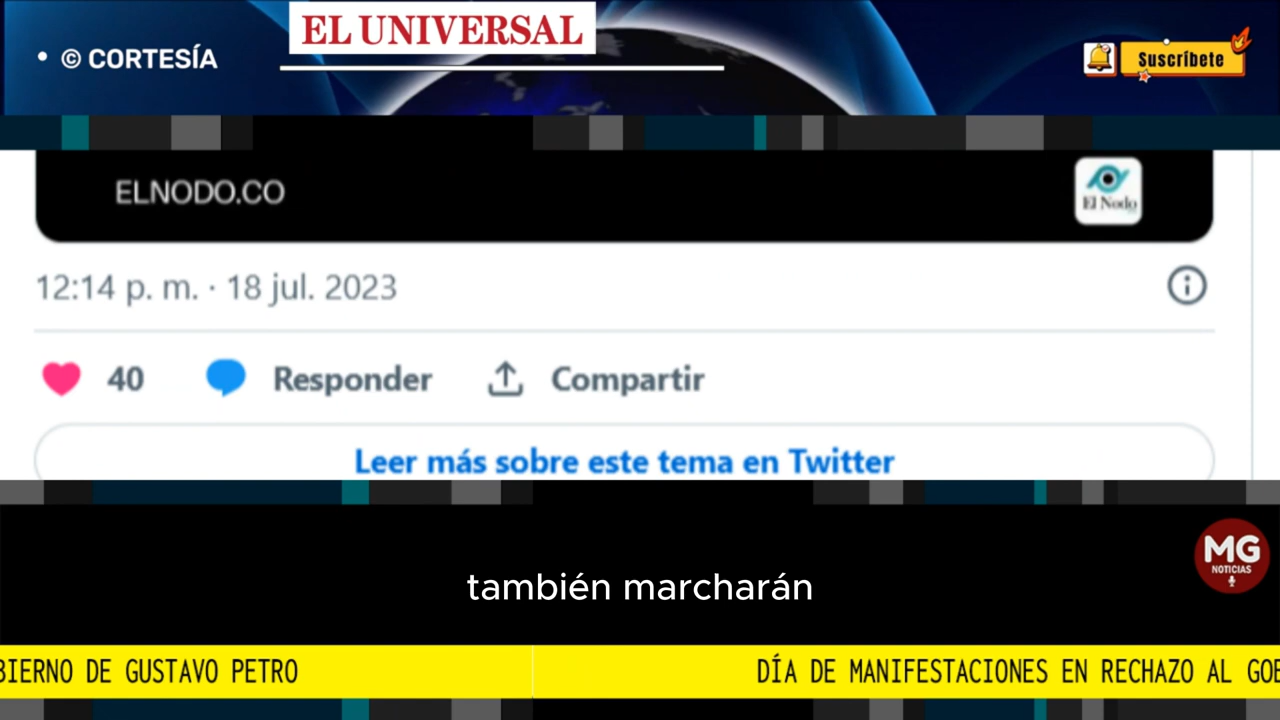 EL UNIVERSAL
• © CORTESÍA
Suscríbete
ELNODO.CO
El Nodo
12:14 p. m. · 18 jul. 2023
40 Responder Compartir
Leer más sobre este tema en Twitter
MG
NOTICIAS
también marcharán
BIERNO DE GUSTAVO PETRO
DÍA DE MANIFESTACIONES EN RECHAZO AL GOB